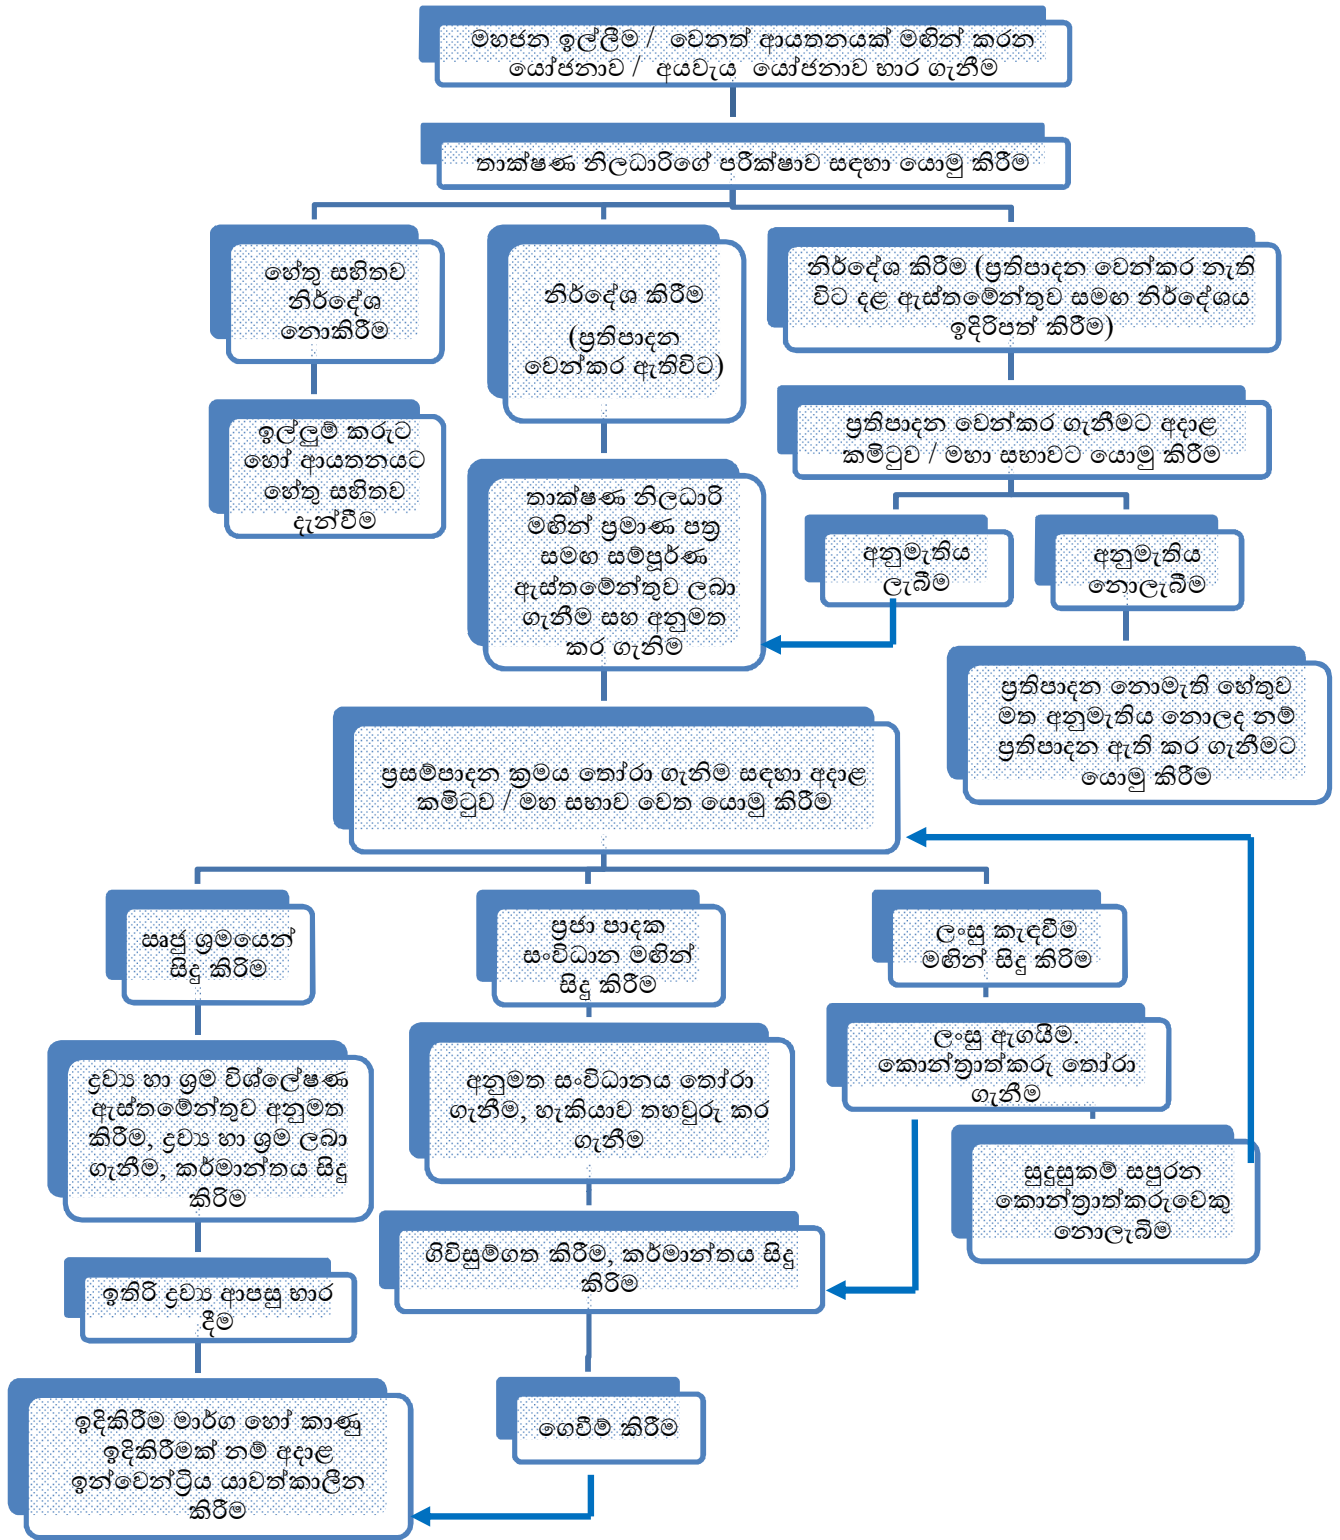 මහජන ඉල්ලීම / වෙනත් ආයතනයක් මඟින් කරන
යෝජනාව / අයවැය යෝජනාව භාර ගැනීම
තාක්ෂණ නිලධාරිගේ පරීක්ෂාව සඳහා යොමු කිරීම
හේතු සහිතව
නිර්දේශ
නොකිරීම
නිර්දේශ කිරීම
(ප්‍රතිපාදන
වෙන්කර ඇතිවිට)
නිර්දේශ කිරීම (ප්‍රතිපාදන වෙන්කර නැති
විට දළ ඇස්තමේන්තුව සමඟ නිර්දේශය
ඉදිරිපත් කිරීම)
ඉල්ලුම් කරුට
හෝ ආයතනයට
හේතු සහිතව
දැන්වීම
තාක්ෂණ නිලධාරි
මඟින් ප්‍රමාණ පත්‍ර
සමඟ සම්පූර්ණ
ඇස්තමේන්තුව ලබා
ගැනීම සහ අනුමත
කර ගැනිම
ප්‍රතිපාදන වෙන්කර ගැනීමට අදාළ
කමිටුව / මහා සභාවට යොමු කිරීම
අනුමැතිය
ලැබීම
අනුමැතිය
නොලැබීම
ප්‍රතිපාදන නොමැති හේතුව
මත අනුමැතිය නොලද නම්
ප්‍රතිපාදන ඇති කර ගැනීමට
යොමු කිරීම
ප්‍රසම්පාදන ක්‍රමය තෝරා ගැනිම සඳහා අදාළ
කමිටුව / මහ සභාව වෙත යොමු කිරීම
ඍජු ශ්‍රමයෙන්
සිදු කිරිම
ප්‍රජා පාදක
සංවිධාන මඟින්
සිදු කිරීම
ලංසු කැඳවීම
මඟින් සිදු කිරිම
ද්‍රව්‍ය හා ශ්‍රම විශ්ලේෂණ
ඇස්තමේන්තුව අනුමත
කිරීම, ද්‍රව්‍ය හා ශ්‍රම ලබා
ගැනීම, කර්මාන්තය සිදු
කිරිම
අනුමත සංවිධානය තෝරා
ගැනීම, හැකියාව තහවුරු කර
ගැනීම
ලංසු ඇගයීම.
කොන්ත්‍රාත්කරු තෝරා
ගැනීම
සුදුසුකම් සපුරන
කොන්ත්‍රාත්කරුවෙකු
නොලැබිම
ගිවිසුම්ගත කිරීම, කර්මාන්තය සිදු
කිරිම
ඉතිරි ද්‍රව්‍ය ආපසු භාර
දීම
ගෙවීම් කිරීම
ඉදිකිරීම මාර්ග හෝ කාණු
ඉදිකිරීමක් නම් අදාළ
ඉන්වෙන්ට්‍රිය යාවත්කාලීන
කිරීම